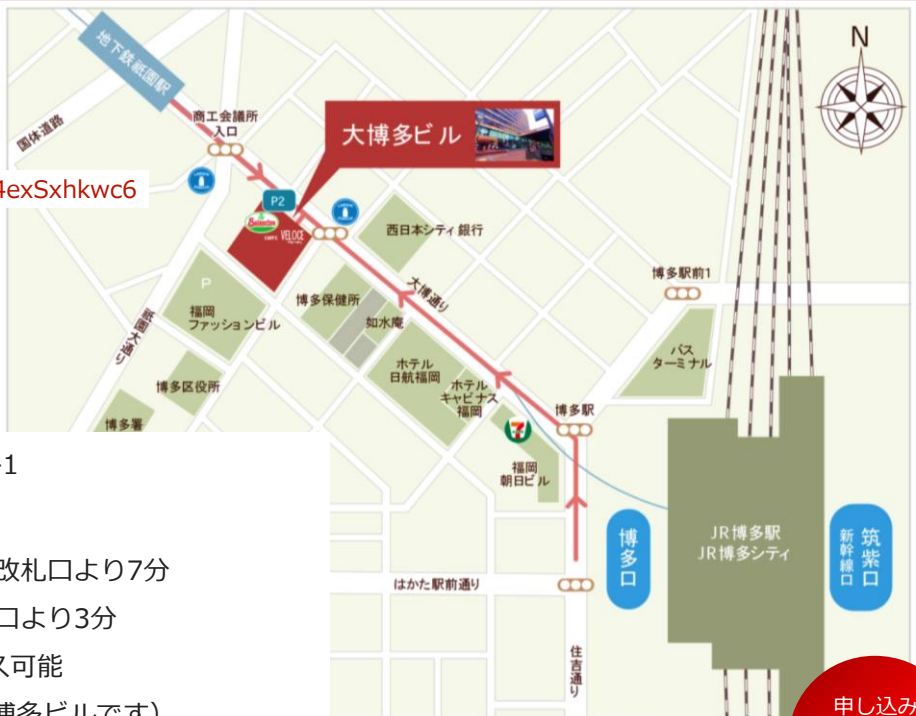 地下鉄祇園駅
N
国体道路
商工会議所
入口
大博多ビル
4exSxhkwc6
P2
VELOCE
西日本シティ銀行
博多駅前1
P
福岡
ファッションビル
博多保健所
如水庵
大博通り
祇園大通り
バス
ターミナル
ホテル
日航福岡
ホテル
キャビナス
福岡
博多区役所
博多駅
博多署
7
福岡
朝日ビル
-1
改札口より7分
口より3分
ス可能
博多ビルです)
はかた駅前通り
博多口
JR博多駅
JR博多シティ
筑紫口
新幹線口
住吉通り
申し込み